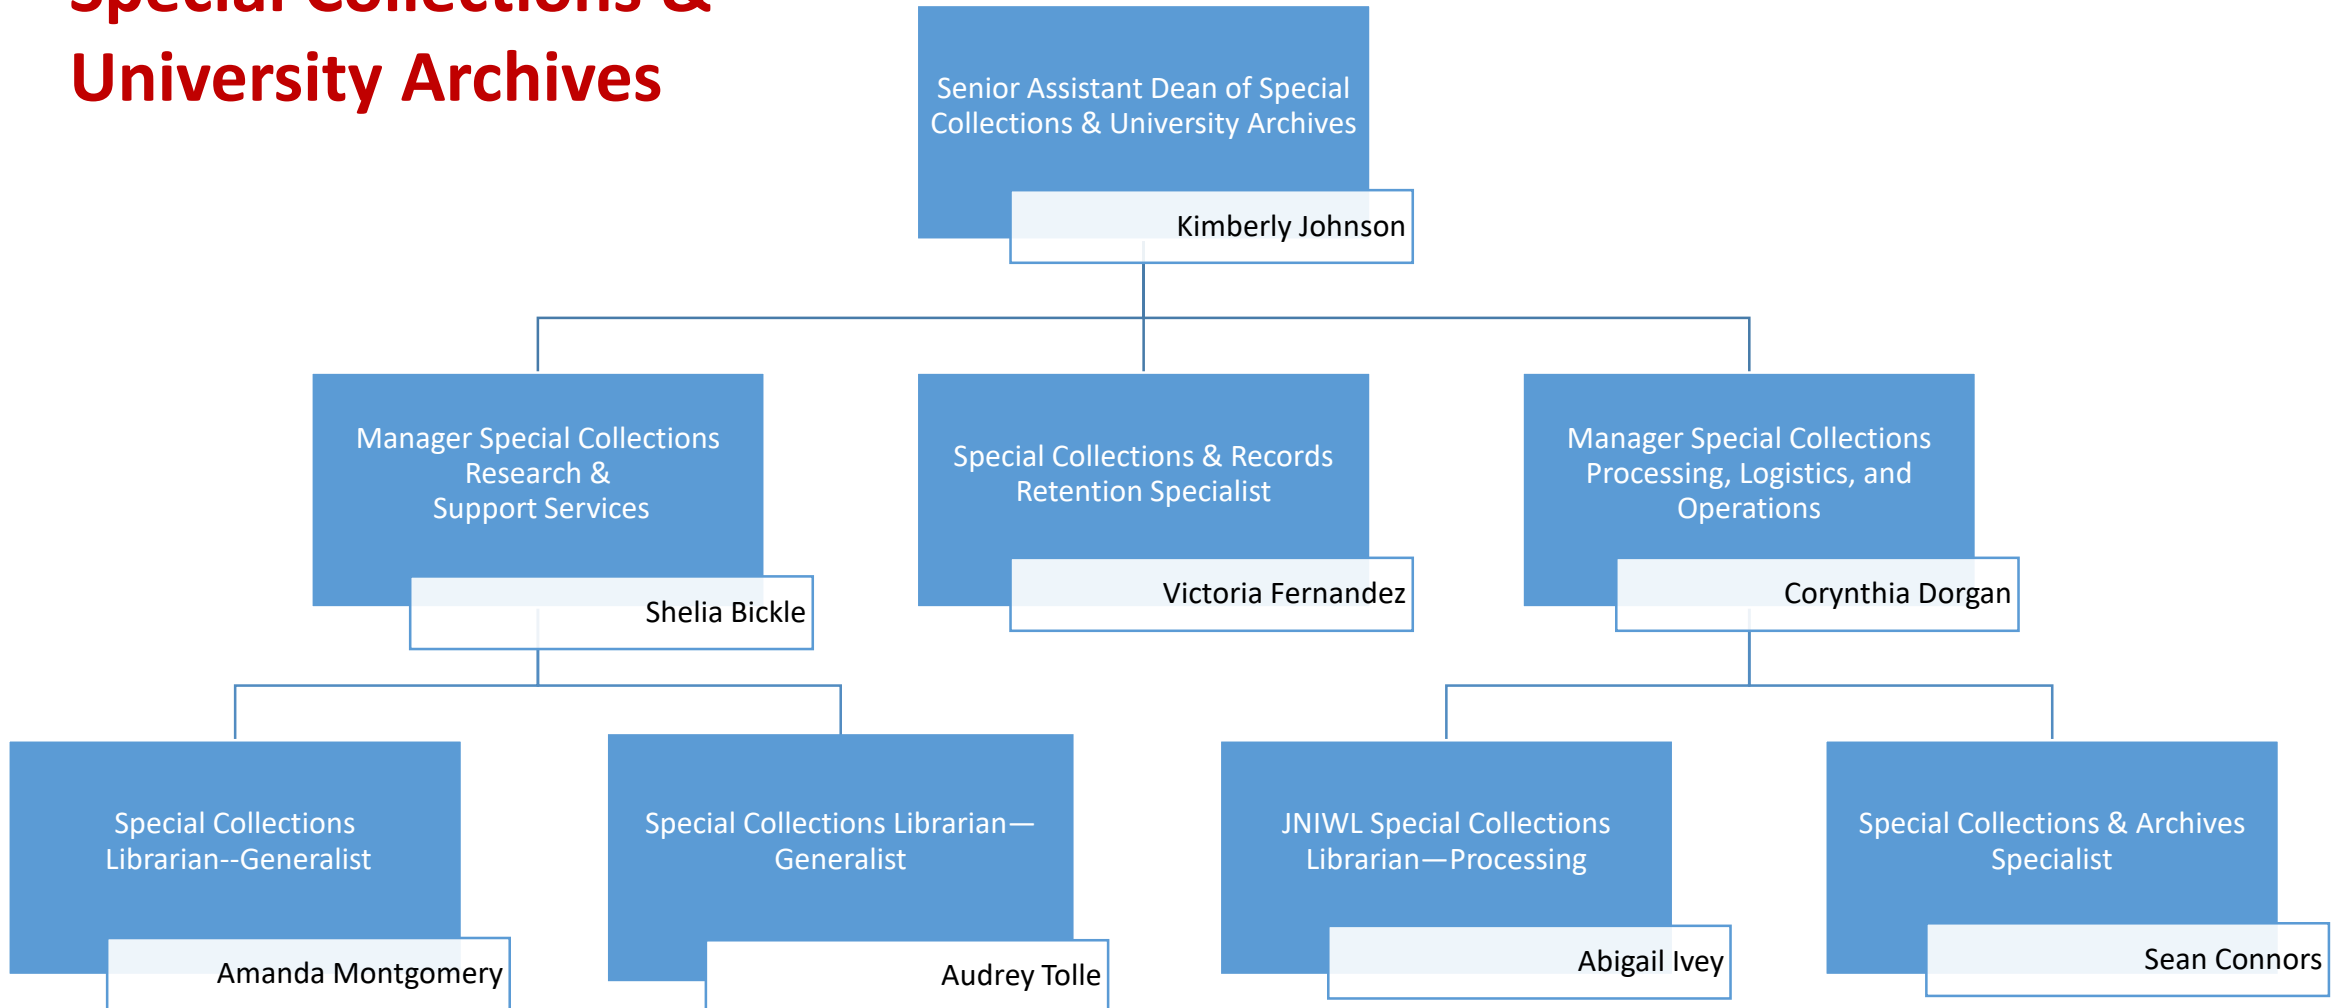 Special Collections &
University Archives
Senior Assistant Dean of Special
Collections & University Archives
Kimberly Johnson
Manager Special Collections
Research &
Support Services
Shelia Bickle
Special Collections & Records
Retention Specialist
Victoria Fernandez
Manager Special Collections
Processing, Logistics, and
Operations
Corynthia Dorgan
Special Collections
Librarian--Generalist
Amanda Montgomery
Special Collections Librarian—
Generalist
Audrey Tolle
JNIWL Special Collections
Librarian—Processing
Abigail Ivey
Special Collections & Archives
Specialist
Sean Connors